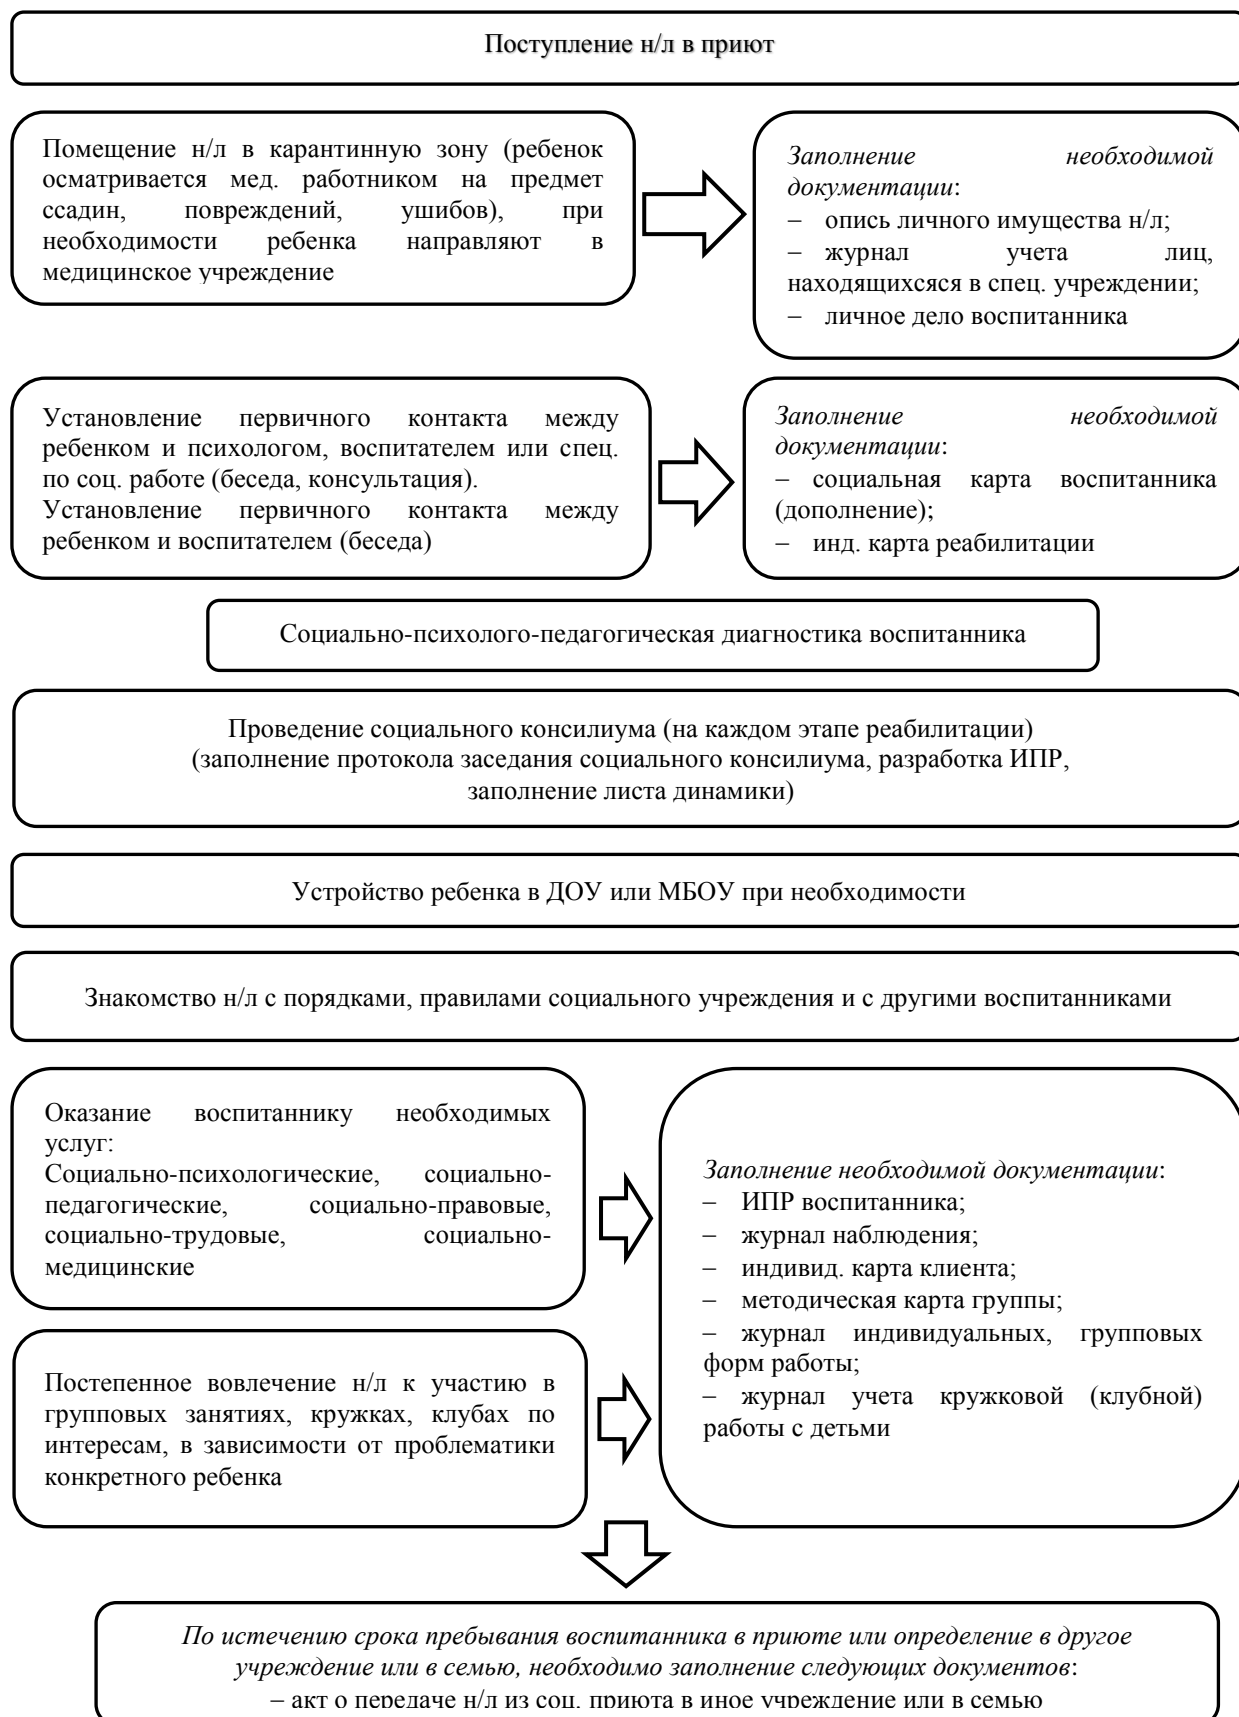 Поступление н/л в приют
Помещение н/л в карантинную зону (ребенок
осматривается мед. работником на предмет
ссадин, повреждений, ушибов), при
необходимости ребенка направляют в
медицинское учреждение
Заполнение необходимой
документации:
– опись личного имущества н/л;
– журнал учета лиц,
находящихсяся в спец. учреждении;
– личное дело воспитанника
Установление первичного контакта между
ребенком и психологом, воспитателем или спец.
по соц. работе (беседа, консультация).
Установление первичного контакта между
ребенком и воспитателем (беседа)
Заполнение необходимой
документации:
– социальная карта воспитанника
(дополнение);
– инд. карта реабилитации
Социально-психолого-педагогическая диагностика воспитанника
Проведение социального консилиума (на каждом этапе реабилитации)
(заполнение протокола заседания социального консилиума, разработка ИПР,
заполнение листа динамики)
Устройство ребенка в ДОУ или МБОУ при необходимости
Знакомство н/л с порядками, правилами социального учреждения и с другими воспитанниками
Оказание воспитаннику необходимых
услуг:
Социально-психологические, социально-
педагогические, социально-правовые,
социально-трудовые, социально-
медицинские
Постепенное вовлечение н/л к участию в
групповых занятиях, кружках, клубах по
интересам, в зависимости от проблематики
конкретного ребенка
Заполнение необходимой документации:
– ИПР воспитанника;
– журнал наблюдения;
– индивид. карта клиента;
– методическая карта группы;
– журнал индивидуальных, групповых
форм работы;
– журнал учета кружковой (клубной)
работы с детьми
По истечению срока пребывания воспитанника в приюте или определение в другое
учреждение или в семью, необходимо заполнение следующих документов:
– акт о передаче н/л из соц. приюта в иное учреждение или в семью